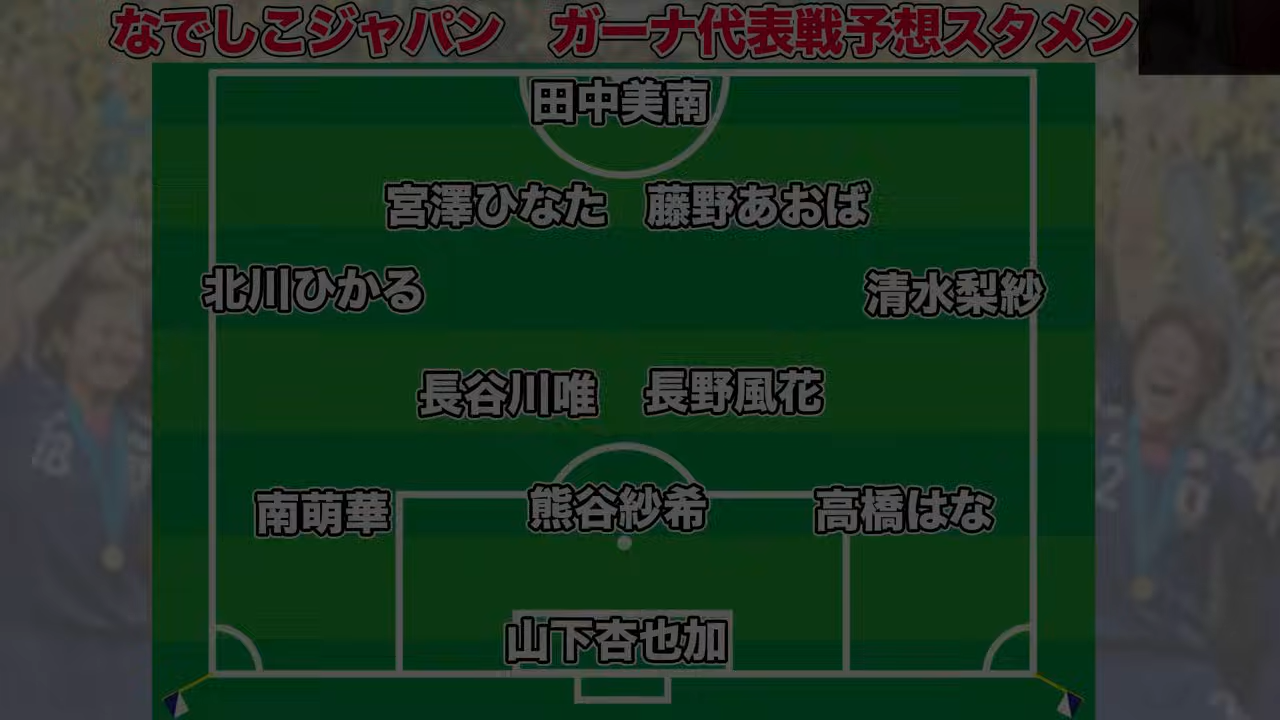 なでしこジャパン　ガーナ代表戦予想スタメン
田中美南
宮澤ひなた　藤野あおば
北川ひかる　清水梨紗
長谷川唯　長野風花
南萌華　熊谷紗希　高橋はな
山下杏也加